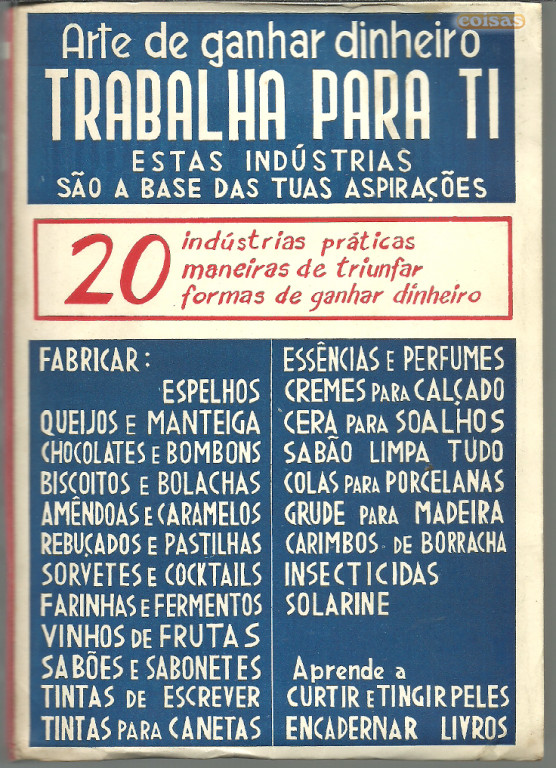 coisas
Arte de ganhar dinheiro
TRABALHA PARA TI
ESTAS INDÚSTRIAS
SÃO A BASE DAS TUAS ASPIRAÇÕES
20
indústrias práticas
maneiras de triunfar
formas de ganhar dinheiro
FABRICAR:
ESPELHOS
QUEIJOS E MANTEIGA
CHOCOLATES E BOMBONS
BISCOITOS E BOLACHAS
AMÊNDOAS E CARAMELOS
REBUÇADOS E PASTILHAS
SORVETES E COCKTAILS
FARINHAS E FERMENTOS
VINHOS DE FRUTAS
SABÕES E SABONETES
TINTAS DE ESCREVER
TINTAS PARA CANETAS
ESSÊNCIAS E PERFUMES
CREMES PARA CALÇADO
CERA PARA SOALHOS
SABÃO LIMPA TUDO
COLAS PARA PORCELANAS
GRUDE PARA MADEIRA
CARIMBOS DE BORRACHA
INSECTICIDAS
SOLARINE
Aprende a
CURTIR E TINGIR PELES
ENCADERNAR LIVROS